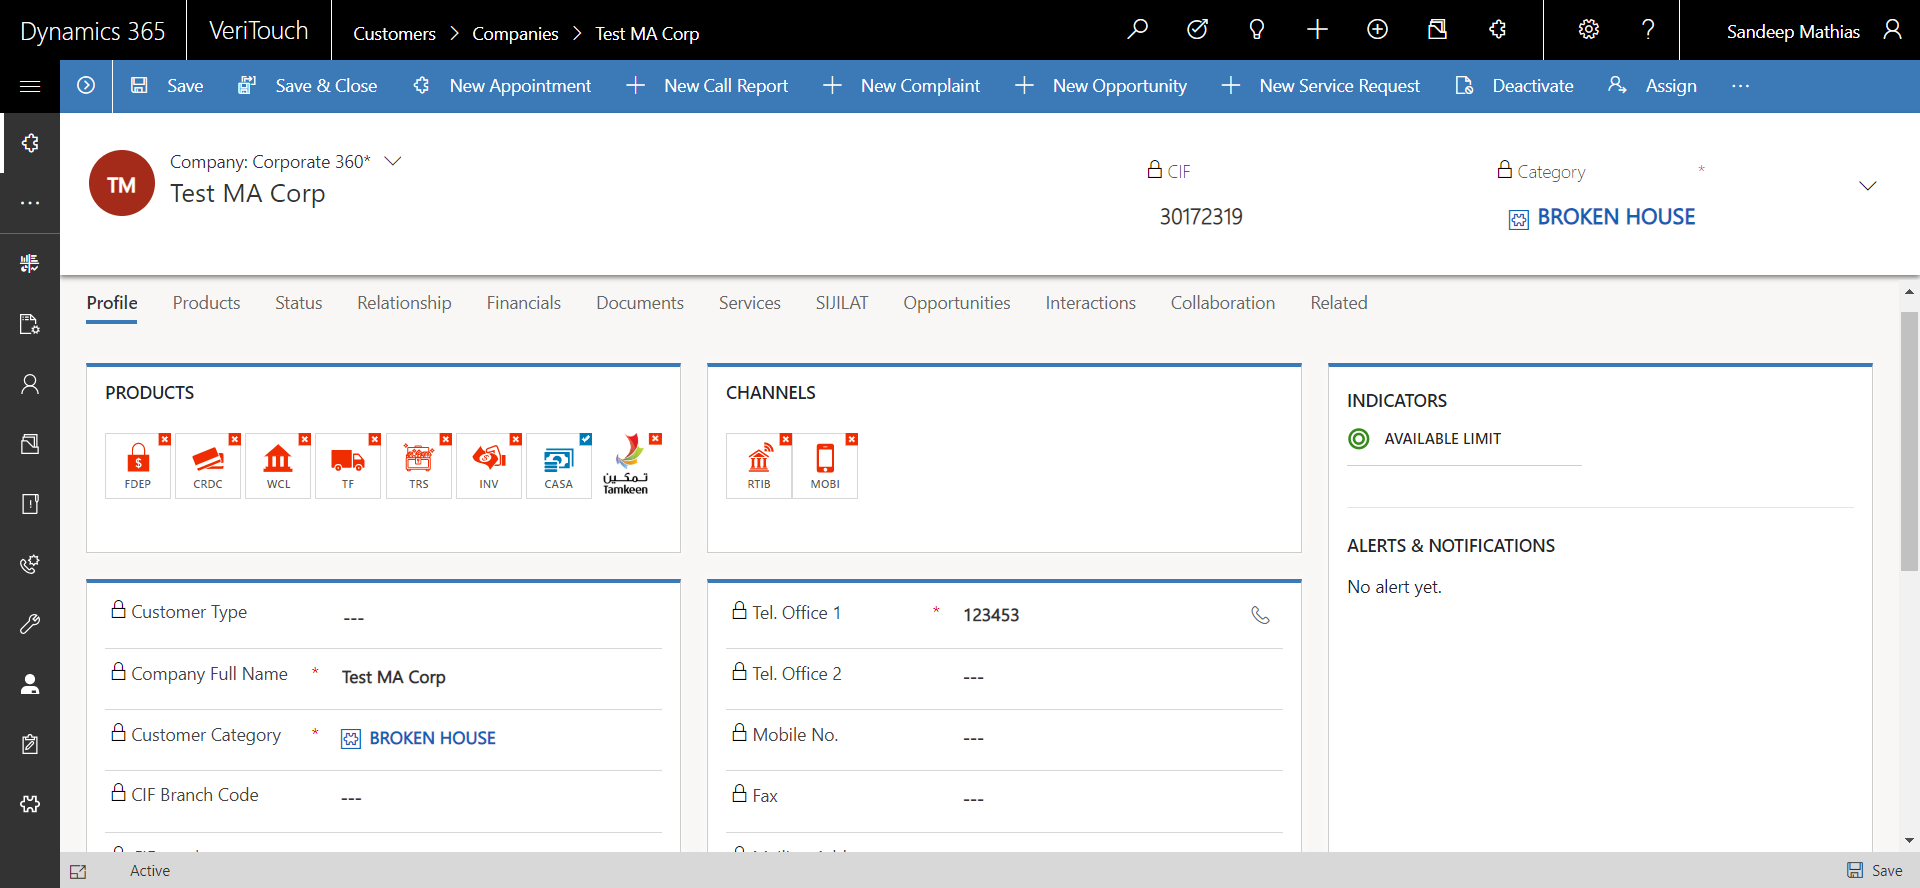 Dynamics 365
VeriTouch
Customers > Companies > Test MA Corp
Sandeep Mathias
Save
Save & Close
New Appointment
New Call Report
New Complaint
New Opportunity
New Service Request
Deactivate
Assign
TM
Company: Corporate 360*
Test MA Corp
CIF
30172319
Category *
BROKEN HOUSE
Profile
Products
Status
Relationship
Financials
Documents
Services
SIJILAT
Opportunities
Interactions
Collaboration
Related
PRODUCTS
FDEP
CRDC
WCL
TF
TRS
INV
CASA
تمكين
Tamkeen
CHANNELS
RTIB
MOBI
INDICATORS
AVAILABLE LIMIT
ALERTS & NOTIFICATIONS
No alert yet.
Customer Type
---
Company Full Name *
Test MA Corp
Customer Category *
BROKEN HOUSE
CIF Branch Code
---
Tel. Office 1 *
123453
Tel. Office 2
---
Mobile No.
---
Fax
---
Active
Save